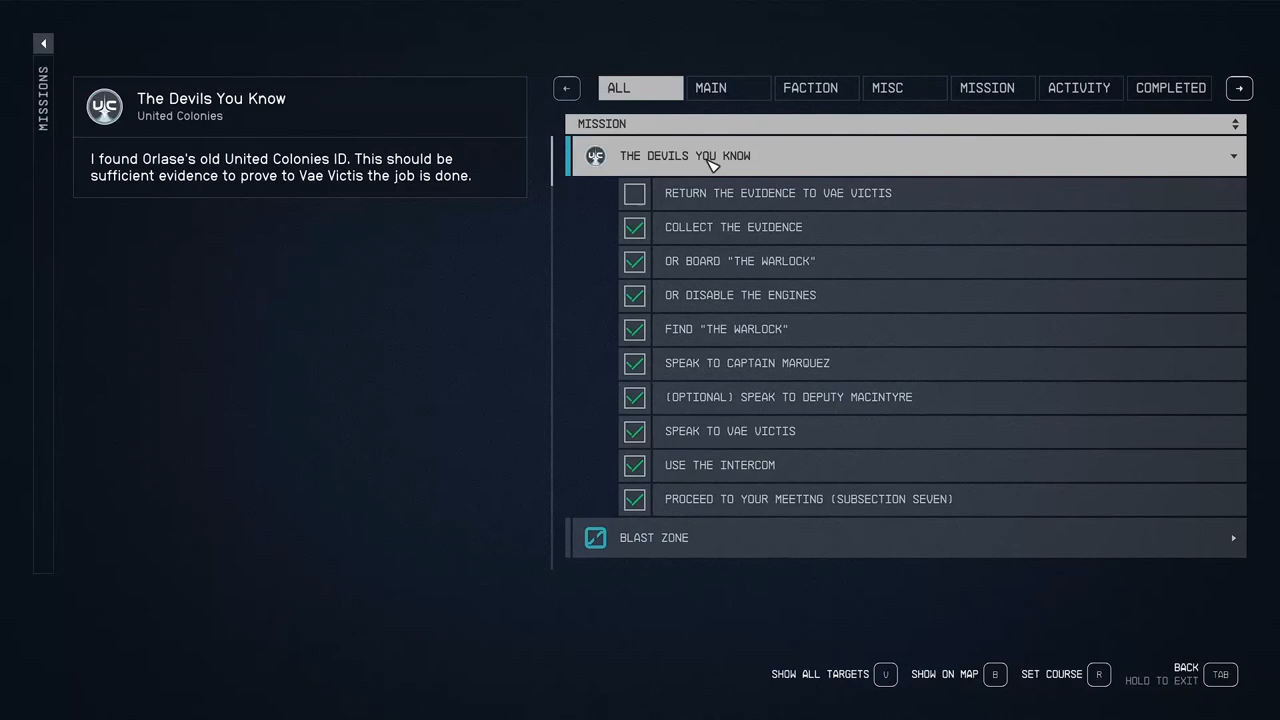 MISSIONS
UC
The Devils You Know
United Colonies
I found Orlase's old United Colonies ID. This should be
sufficient evidence to prove to Vae Victis the job is done.
ALL
MAIN
FACTION
MISC
MISSION
ACTIVITY
COMPLETED
MISSION
UC
THE DEVILS YOU KNOW
RETURN THE EVIDENCE TO VAE VICTIS
COLLECT THE EVIDENCE
OR BOARD "THE WARLOCK"
OR DISABLE THE ENGINES
FIND "THE WARLOCK"
SPEAK TO CAPTAIN MARQUEZ
(OPTIONAL) SPEAK TO DEPUTY MACINTYRE
SPEAK TO VAE VICTIS
USE THE INTERCOM
PROCEED TO YOUR MEETING (SUBSECTION SEVEN)
BLAST ZONE
SHOW ALL TARGETS V
SHOW ON MAP B
SET COURSE R
BACK
HOLD TO EXIT TAB